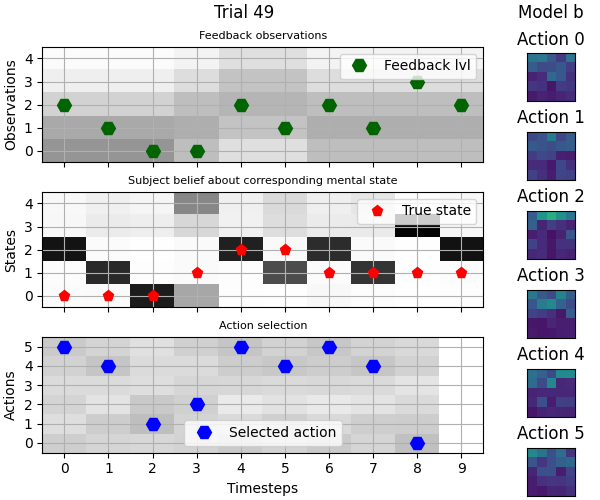 Trial 49
Model b
Feedback observations
Observations
4
3
2
1
0
Feedback lvl
Subject belief about corresponding mental state
States
4
3
2
1
0
True state
Action selection
Actions
5
4
3
2
1
0
Selected action
0 1 2 3 4 5 6 7 8 9
Timesteps
Action 0
Action 1
Action 2
Action 3
Action 4
Action 5